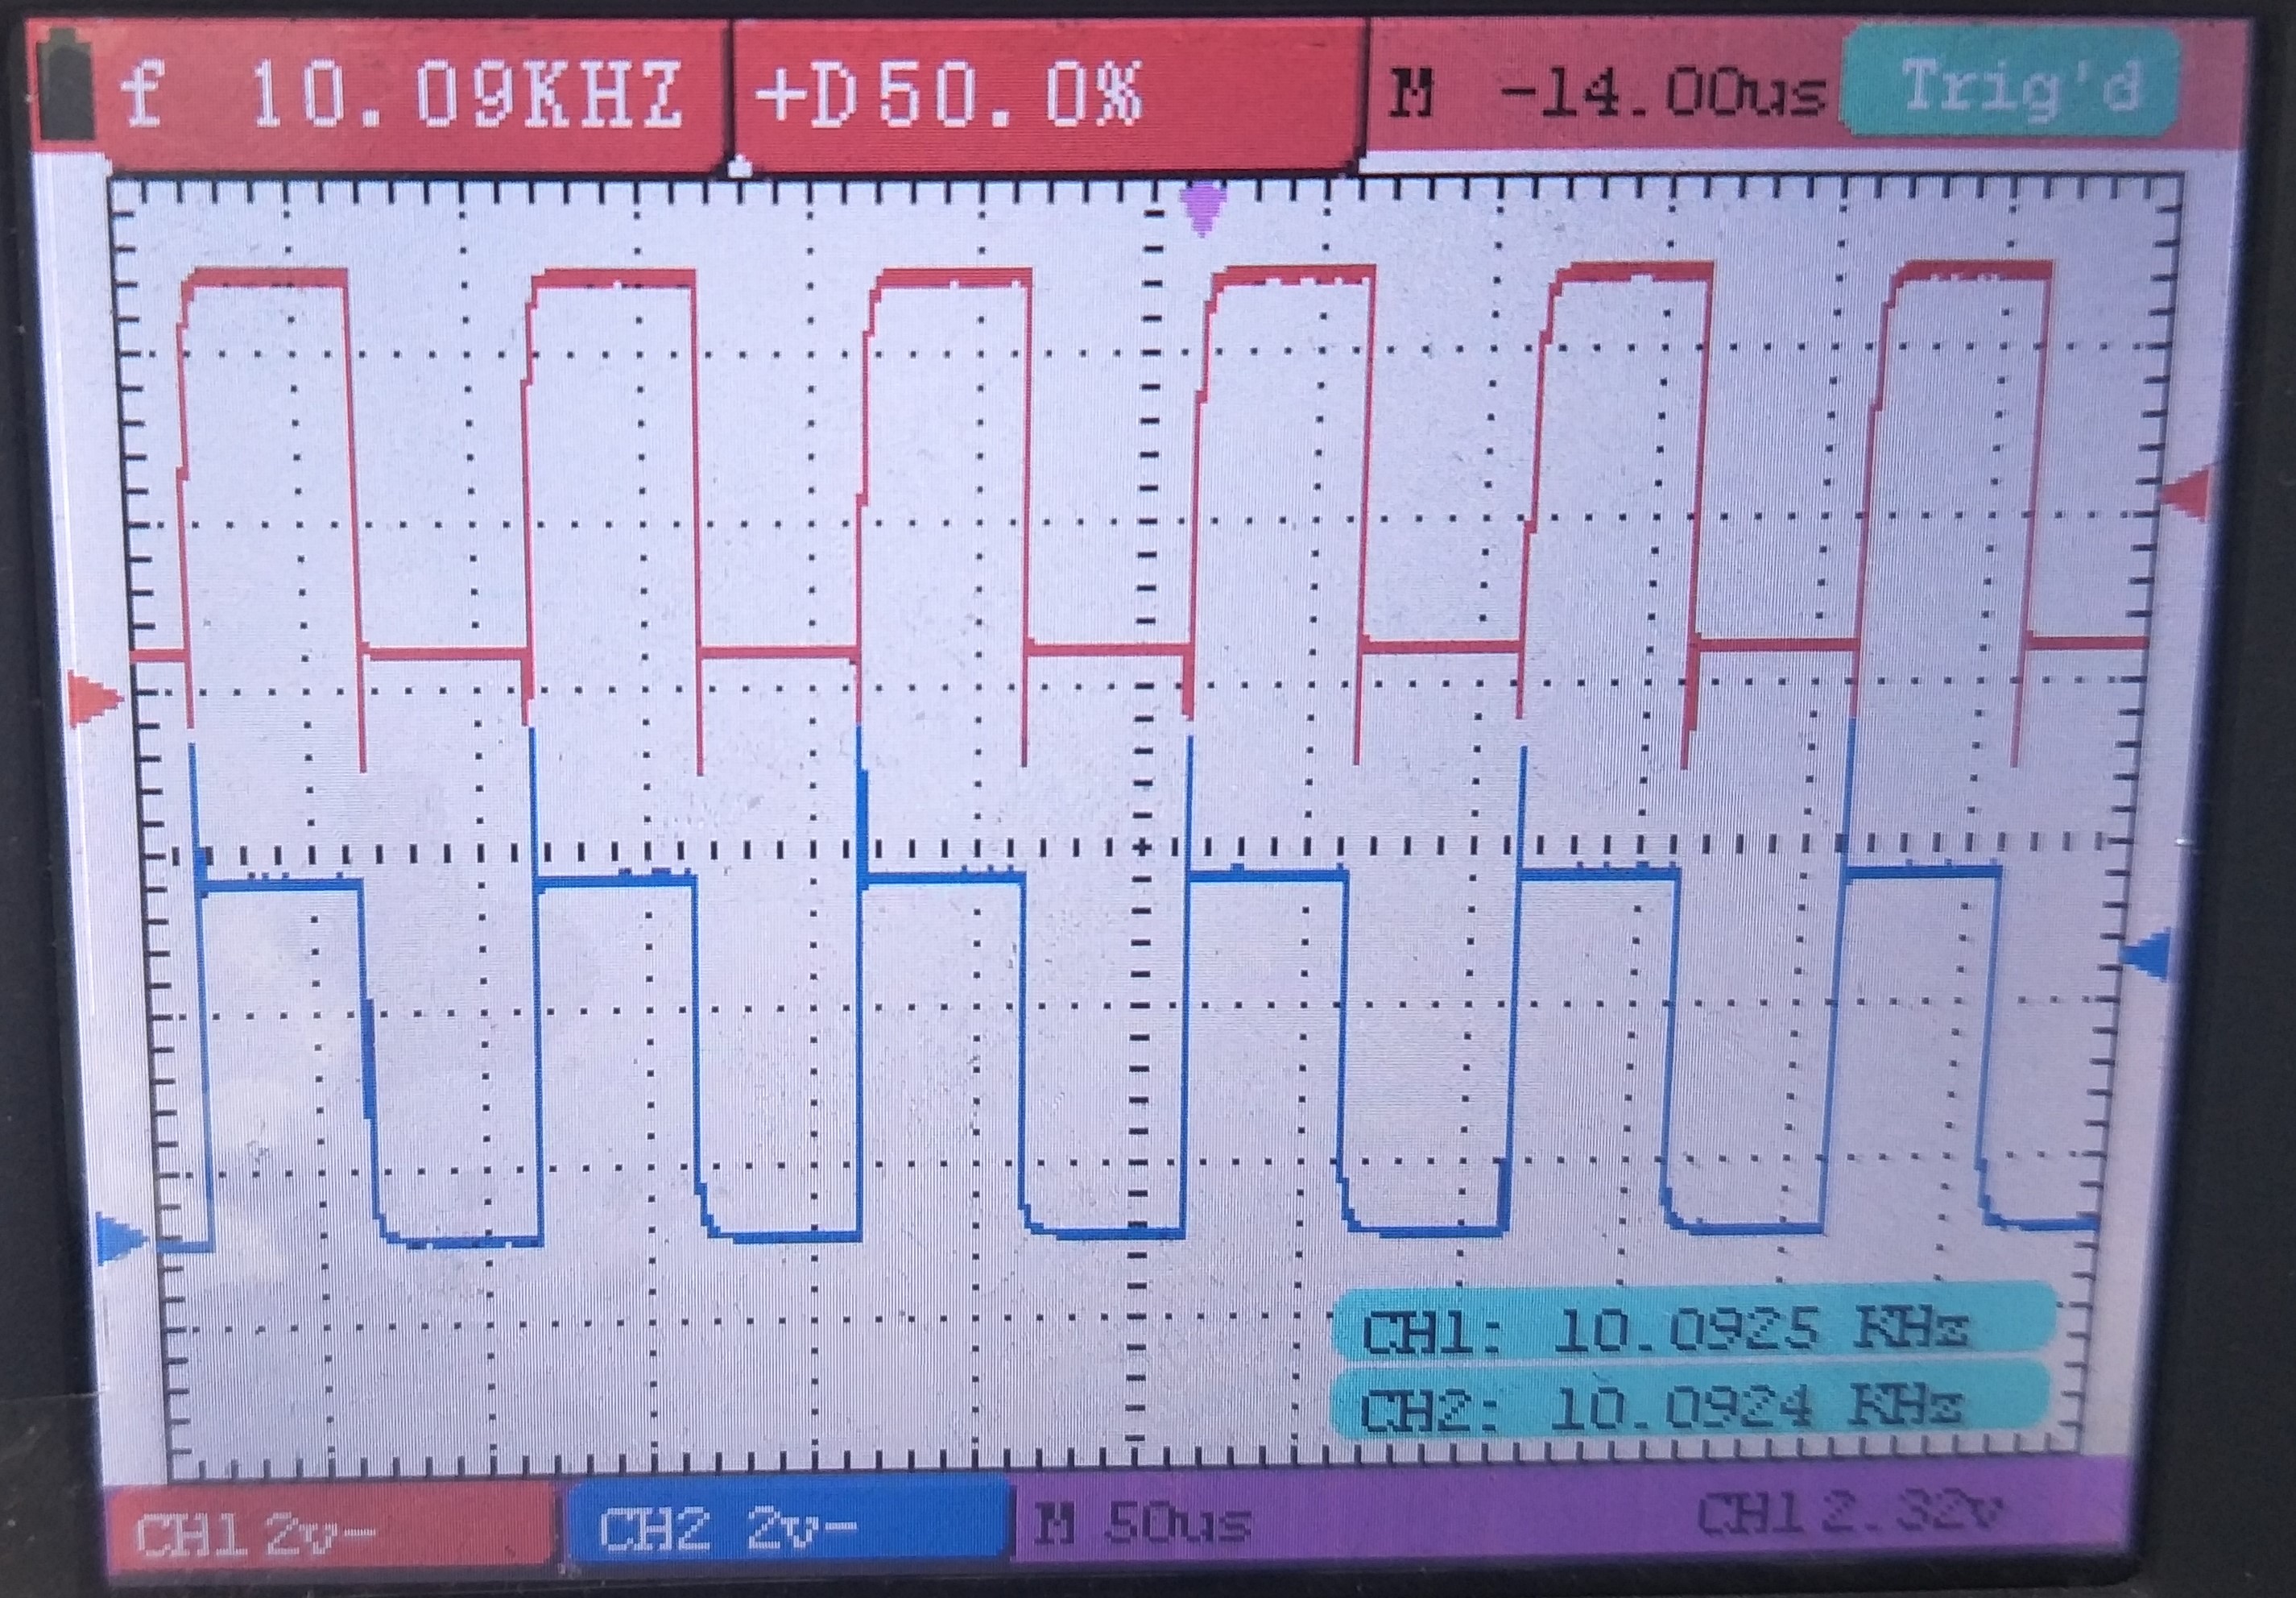 f 10.09KHZ +D50.0% M -14.00us Trig'd
CH1: 10.0925 KHz
CH2: 10.0924 KHz
CH1 2v- CH2 2v- M 50us CH1 2.32v